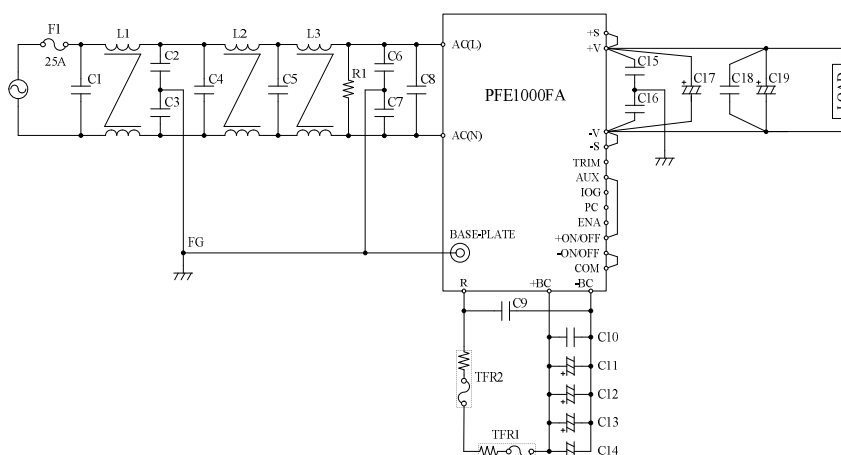 F1
25A
L1
L2
L3
C1
C2
C3
C4
C5
R1
C6
C7
C8
AC(L)
AC(N)
PFE1000FA
BASE-PLATE
FG
+S
+V
-V
-S
TRIM
AUX
IOG
PC
ENA
+ON/OFF
-ON/OFF
COM
R
+BC
-BC
C15
C16
C17
C18
C19
LOAD
C9
C10
C11
C12
C13
C14
TFR2
TFR1